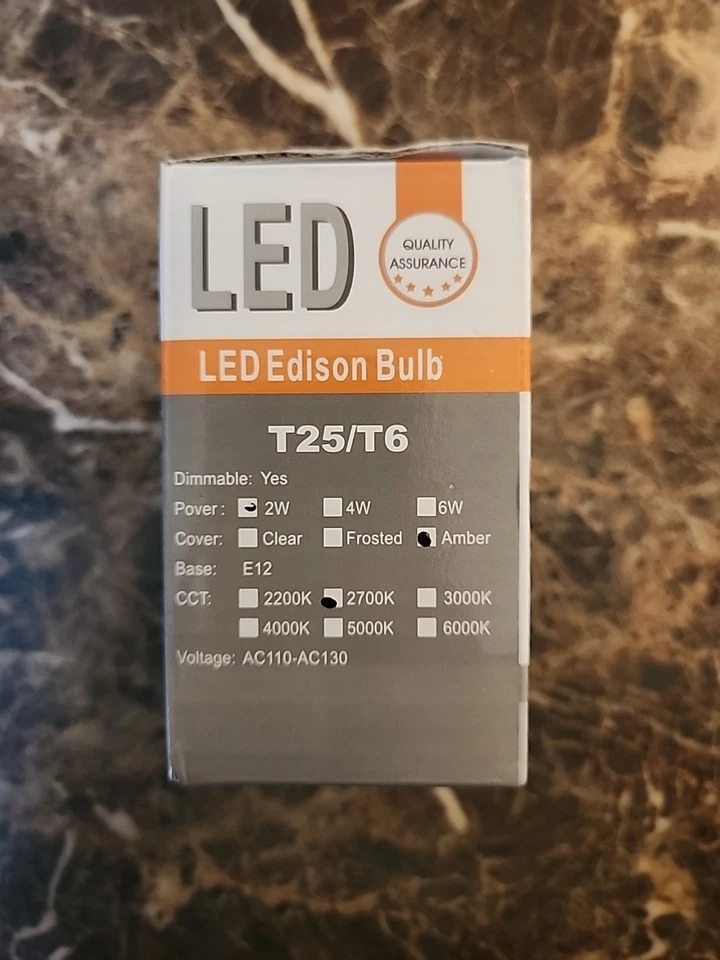 LED
QUALITY
ASSURANCE
LED Edison Bulb
T25/T6
Dimmable: Yes
Pover: 2W 4W 6W
Cover: Clear Frosted Amber
Base: E12
CCT: 2200K 2700K 3000K
4000K 5000K 6000K
Voltage: AC110-AC130